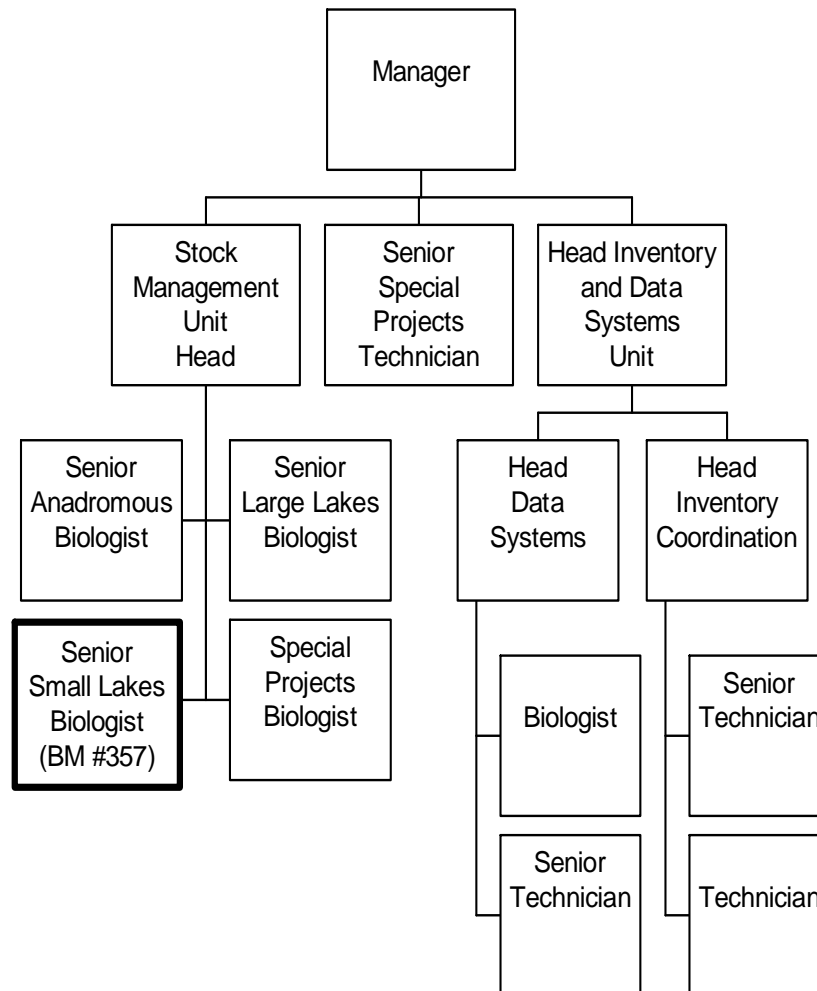 Manager
Stock
Management
Unit
Head
Senior
Special
Projects
Technician
Head Inventory
and Data
Systems
Unit
Senior
Anadromous
Biologist
Senior
Large Lakes
Biologist
Head
Data
Systems
Head
Inventory
Coordination
Senior
Small Lakes
Biologist
(BM #357)
Special
Projects
Biologist
Biologist
Senior
Technician
Senior
Technician
Technician